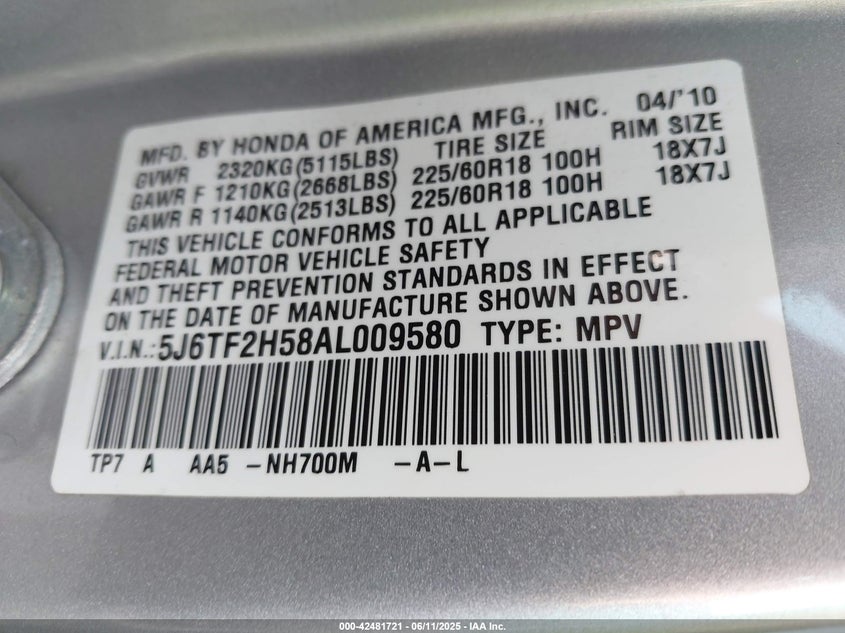 MFD. BY HONDA OF AMERICA MFG., INC. 04/'10
GVWR 2320KG(5115LBS) TIRE SIZE RIM SIZE
GAWR F 1210KG(2668LBS) 225/60R18 100H 18X7J
GAWR R 1140KG(2513LBS) 225/60R18 100H 18X7J
THIS VEHICLE CONFORMS TO ALL APPLICABLE
FEDERAL MOTOR VEHICLE SAFETY
AND THEFT PREVENTION STANDARDS IN EFFECT
ON THE DATE OF MANUFACTURE SHOWN ABOVE.
V.I.N.:5J6TF2H58AL009580 TYPE: MPV
TP7 A AA5 -NH700M -A-L
000-42481721 | 06/11/2025 - IAA Inc.